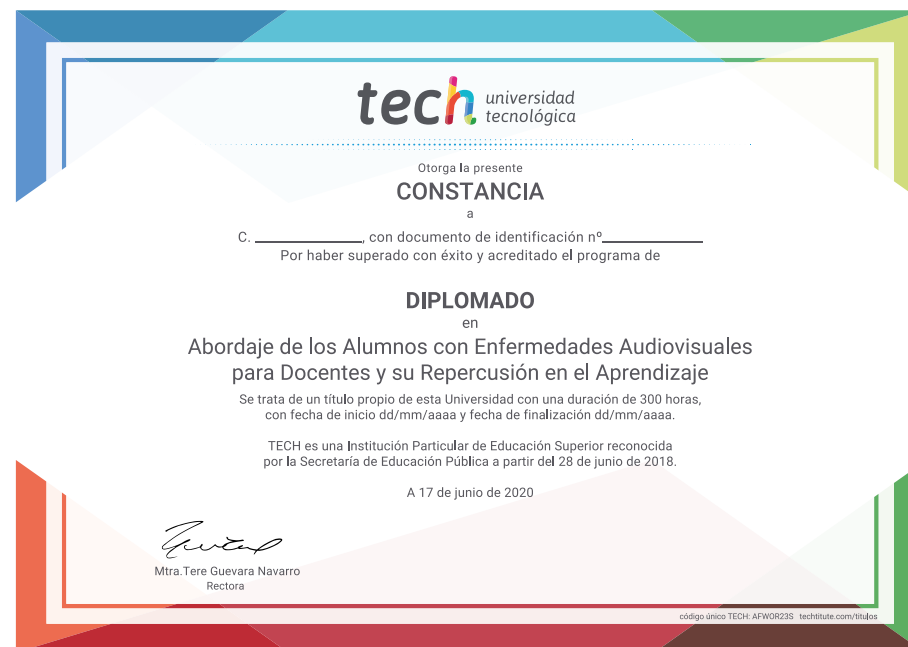 tech universidad
tecnológica
Otorga la presente
CONSTANCIA
a
C. ____________, con documento de identificación nº____________
Por haber superado con éxito y acreditado el programa de
DIPLOMADO
en
Abordaje de los Alumnos con Enfermedades Audiovisuales
para Docentes y su Repercusión en el Aprendizaje
Se trata de un título propio de esta Universidad con una duración de 300 horas,
con fecha de inicio dd/mm/aaaa y fecha de finalización dd/mm/aaaa.
TECH es una Institución Particular de Educación Superior reconocida
por la Secretaría de Educación Pública a partir del 28 de junio de 2018.
A 17 de junio de 2020
Mtra.Tere Guevara Navarro
Rectora
código único TECH: AFWOR23S techtitute.com/titulos